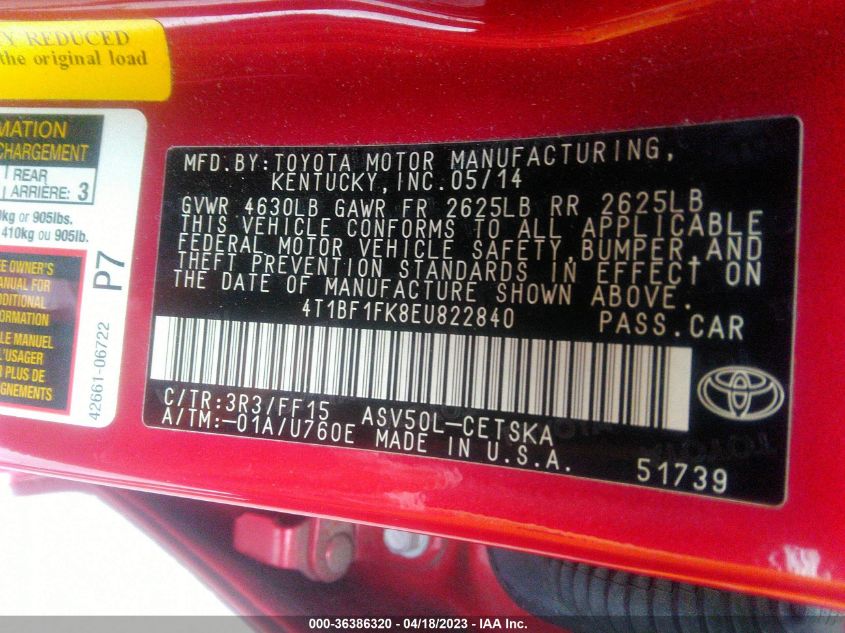 Y REDUCED
the original load
MATION
CHARGEMENT
REAR
ARRIÈRE: 3
kg or 905lbs.
410kg ou 905lb.
E OWNER'S
MANUAL FOR
ADDITIONAL
FORMATION
LE MANUEL
L'USAGER
PLUS DE
GNEMENTS
P7
42661-06722
MFD.BY:TOYOTA MOTOR MANUFACTURING,
KENTUCKY,INC.05/14
GVWR 4630LB GAWR FR 2625LB RR 2625LB
THIS VEHICLE CONFORMS TO ALL APPLICABLE
FEDERAL MOTOR VEHICLE SAFETY,BUMPER,AND
THEFT PREVENTION STANDARDS IN EFFECT ON
THE DATE OF MANUFACTURE SHOWN ABOVE.
4T1BF1FK8EU822840 PASS.CAR
C/TR:3R3/FF15 ASV50L-CETSKA
A/TM:-01A/U760E MADE IN U.S.A.
51739
000-36386320 - 04/18/2023 - IAA Inc.